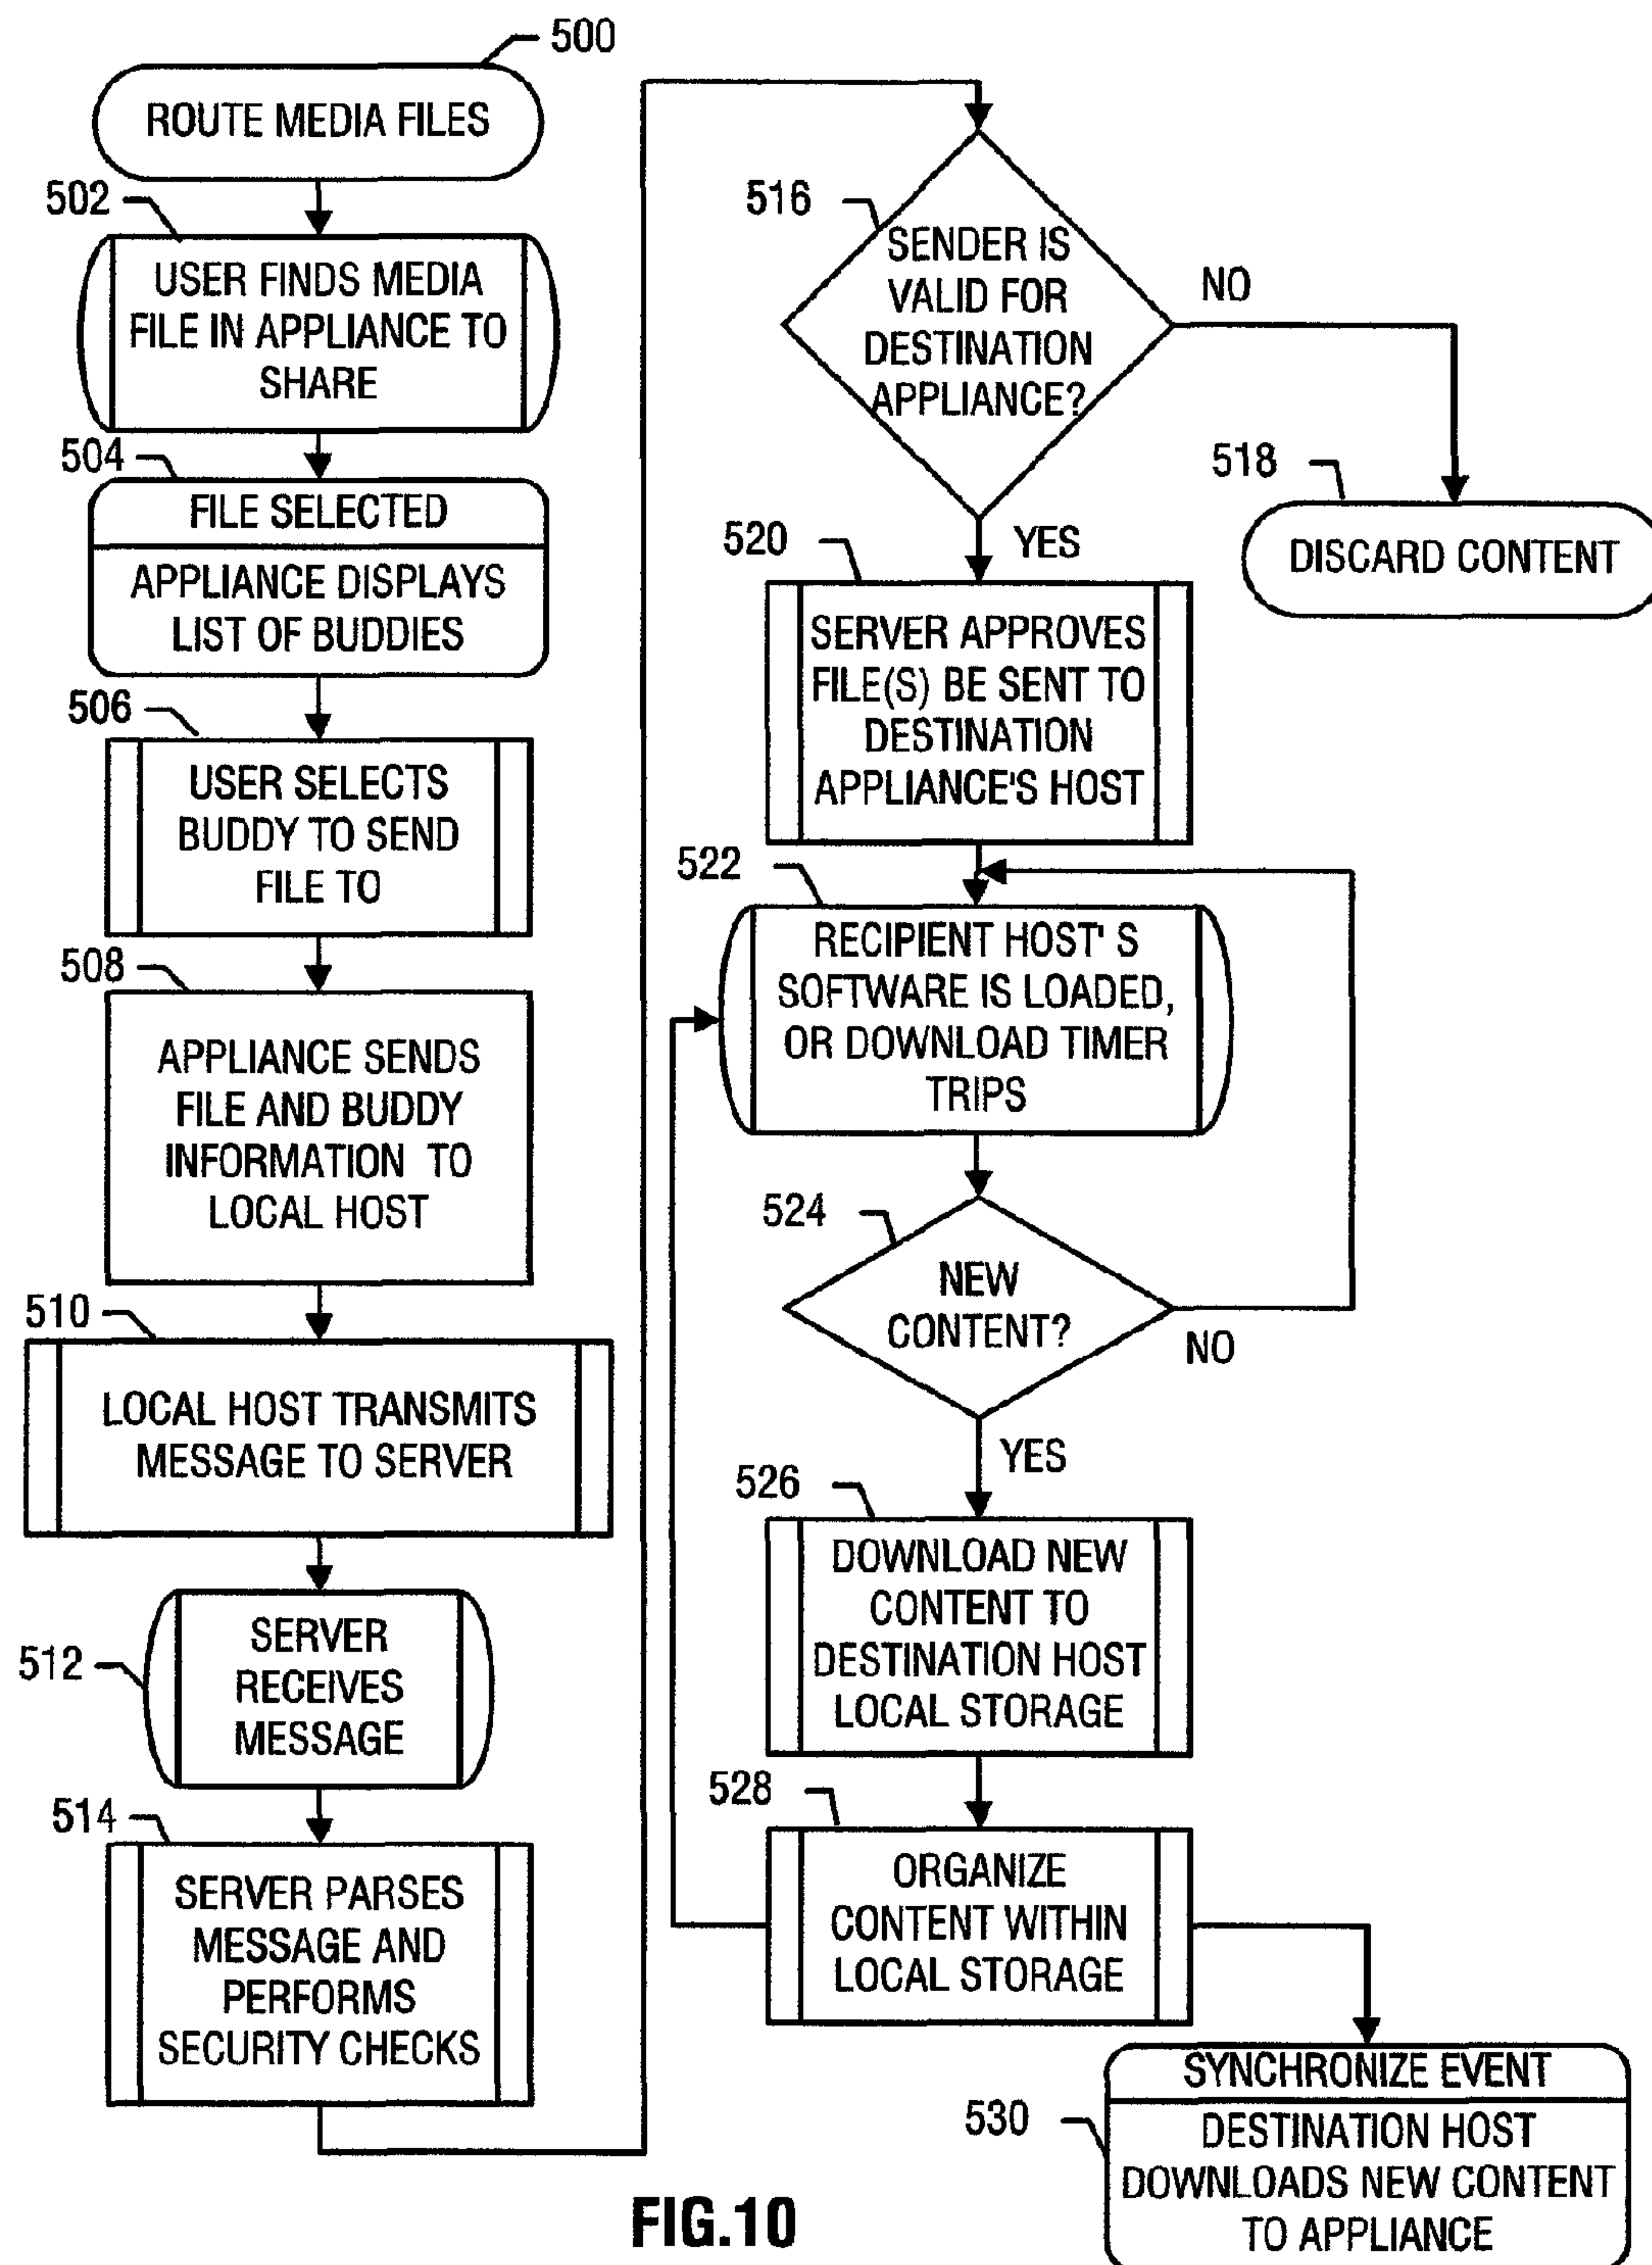 500
ROUTE MEDIA FILES
502
USER FINDS MEDIA
FILE IN APPLIANCE TO
SHARE
504
FILE SELECTED
APPLIANCE DISPLAYS
LIST OF BUDDIES
506
USER SELECTS
BUDDY TO SEND
FILE TO
508
APPLIANCE SENDS
FILE AND BUDDY
INFORMATION TO
LOCAL HOST
510
LOCAL HOST TRANSMITS
MESSAGE TO SERVER
512
SERVER
RECEIVES
MESSAGE
514
SERVER PARSES
MESSAGE AND
PERFORMS
SECURITY CHECKS
516
SENDER IS
VALID FOR
DESTINATION
APPLIANCE?
NO
518
DISCARD CONTENT
YES
520
SERVER APPROVES
FILE(S) BE SENT TO
DESTINATION
APPLIANCE'S HOST
522
RECIPIENT HOST' S
SOFTWARE IS LOADED,
OR DOWNLOAD TIMER
TRIPS
524
NEW
CONTENT?
NO
YES
526
DOWNLOAD NEW
CONTENT TO
DESTINATION HOST
LOCAL STORAGE
528
ORGANIZE
CONTENT WITHIN
LOCAL STORAGE
SYNCHRONIZE EVENT
530
DESTINATION HOST
DOWNLOADS NEW CONTENT
TO APPLIANCE
FIG.10